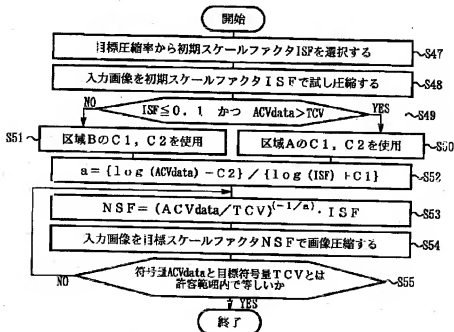 開始
目標圧縮率から初期スケールファクタISFを選択する
S47
入力画像を初期スケールファクタISFで試し圧縮する
S48
NO
ISF≦0.1 かつ ACVdata>TCV
YES
S49
S51
区域BのC1,C2を使用
区域AのC1,C2を使用
S50
a={log(ACVdata)-C2}/{log(ISF)+C1}
S52
NSF=(ACVdata/TCV)(-1/a)・ISF
S53
入力画像を目標スケールファクタNSFで画像圧縮する
S54
符号量ACVdataと目標符号量TCVとは
許容範囲内で等しいか
S55
NO
YES
終了